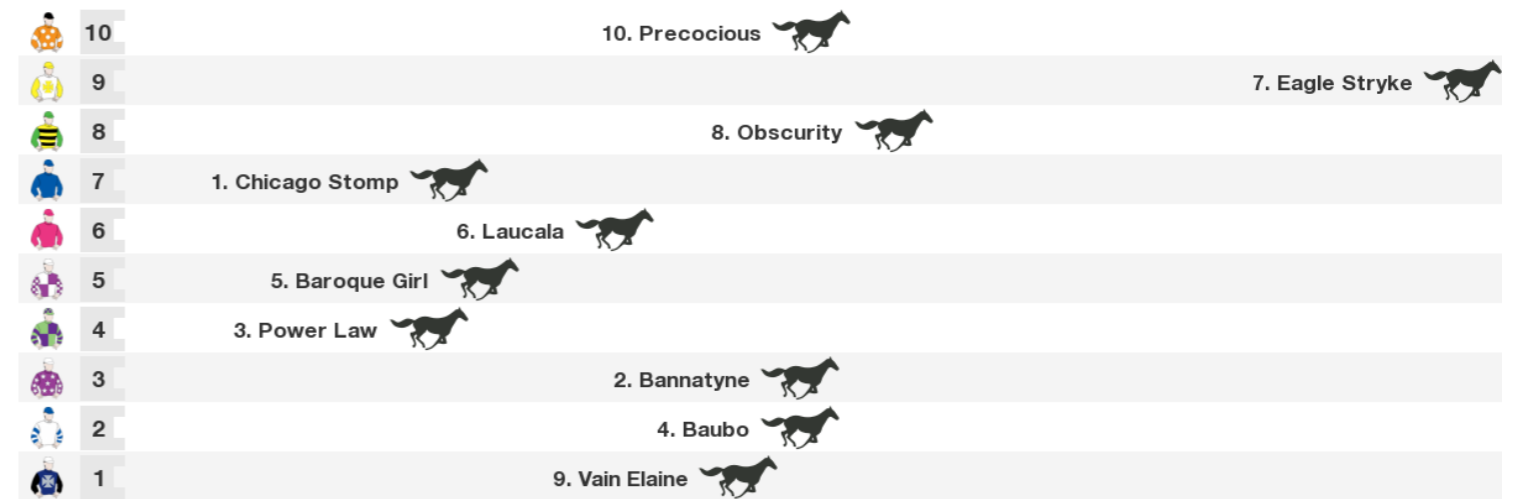 10 10. Precocious
9 7. Eagle Stryke
8 8. Obscurity
7 1. Chicago Stomp
6 6. Laucala
5 5. Baroque Girl
4 3. Power Law
3 2. Bannatyne
2 4. Baubo
1 9. Vain Elaine